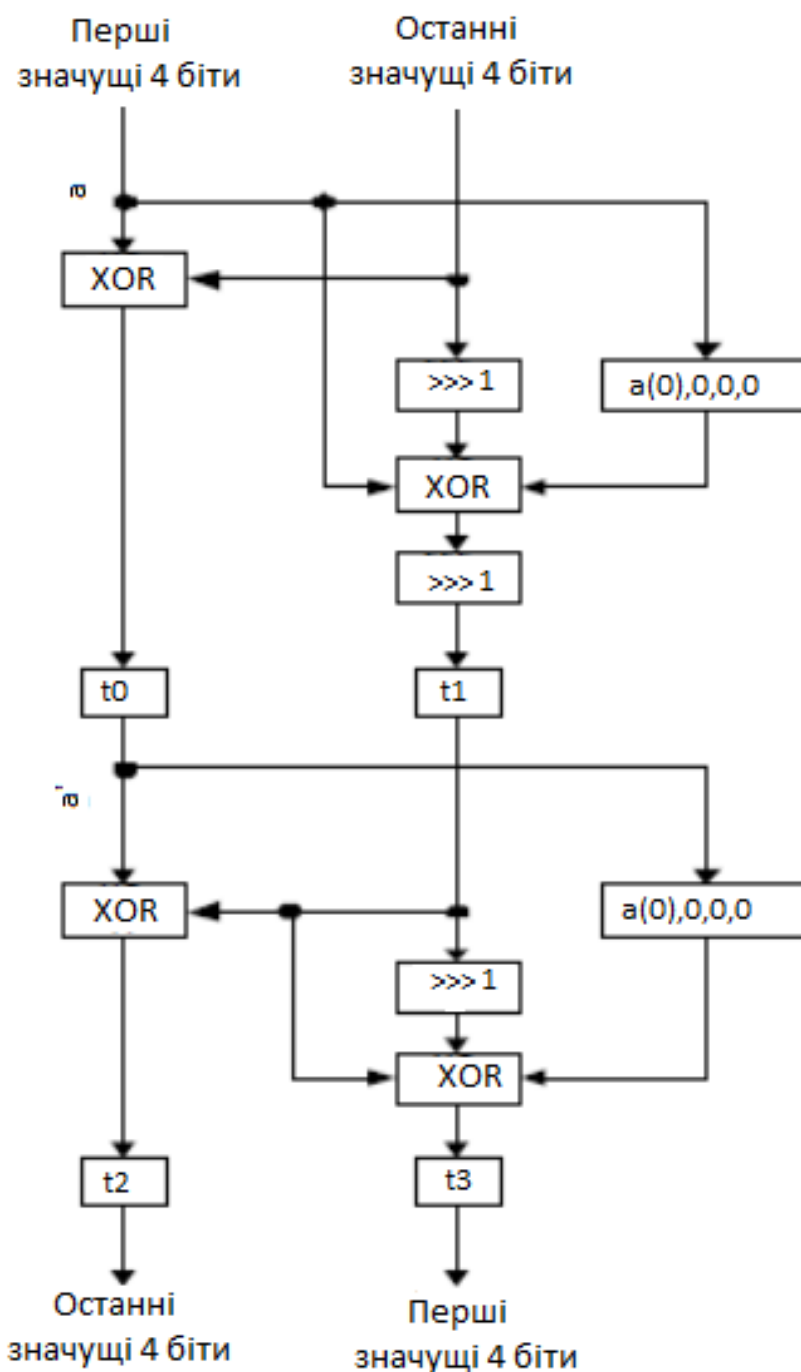 Перші
значущі 4 біти
Останні
значущі 4 біти
a
XOR
>>> 1
a(0),0,0,0
XOR
>>> 1
t0
t1
a'
XOR
a(0),0,0,0
>>> 1
XOR
t2
t3
Останні
значущі 4 біти
Перші
значущі 4 біти